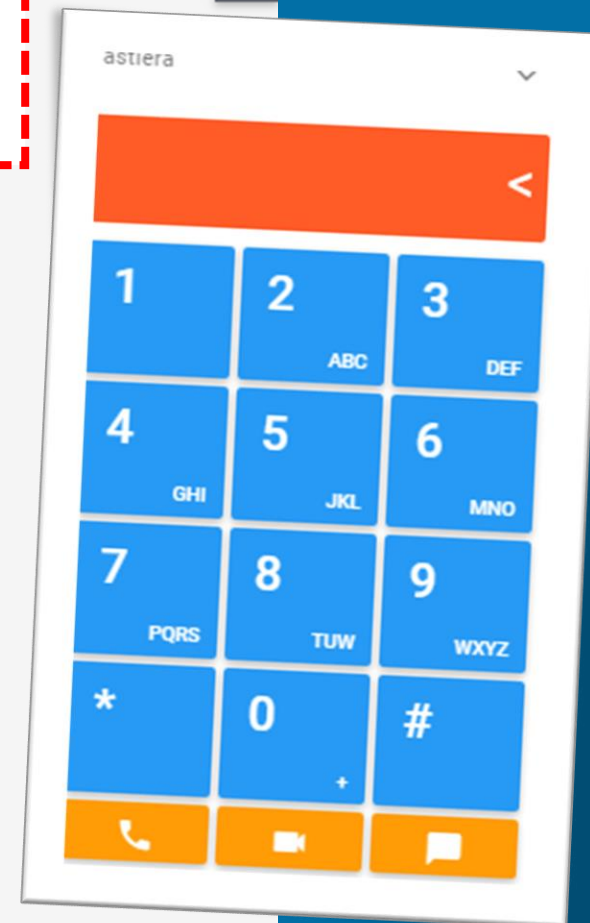 astiera
<
1 2 3
ABC DEF
4 5 6
GHI JKL MNO
7 8 9
PQRS TUW WXYZ
* 0 #
+